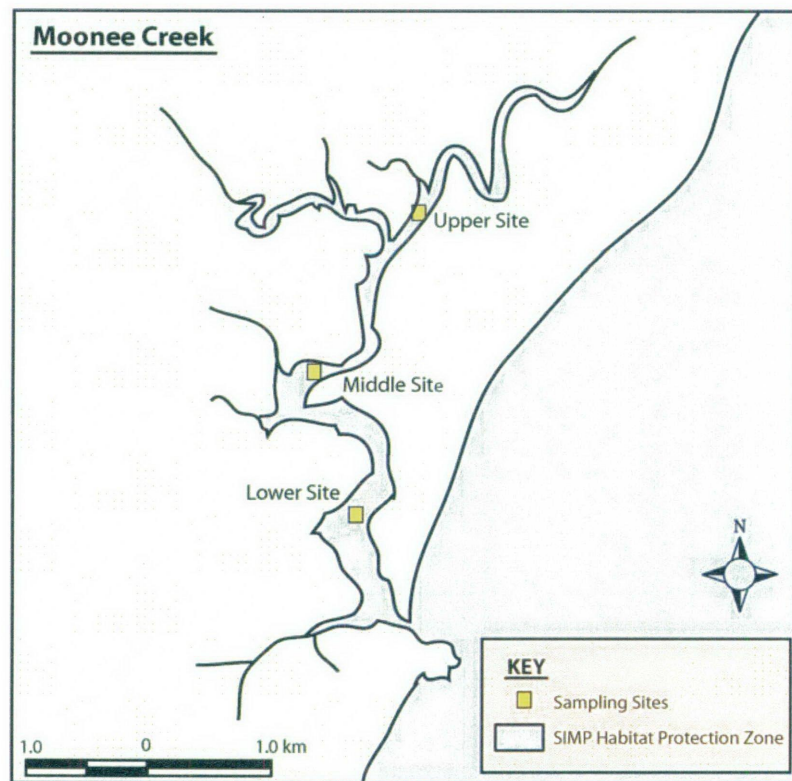 Moonee Creek
Upper Site
Middle Site
Lower Site
N
KEY
Sampling Sites
SIMP Habitat Protection Zone
1.0 0 1.0 km